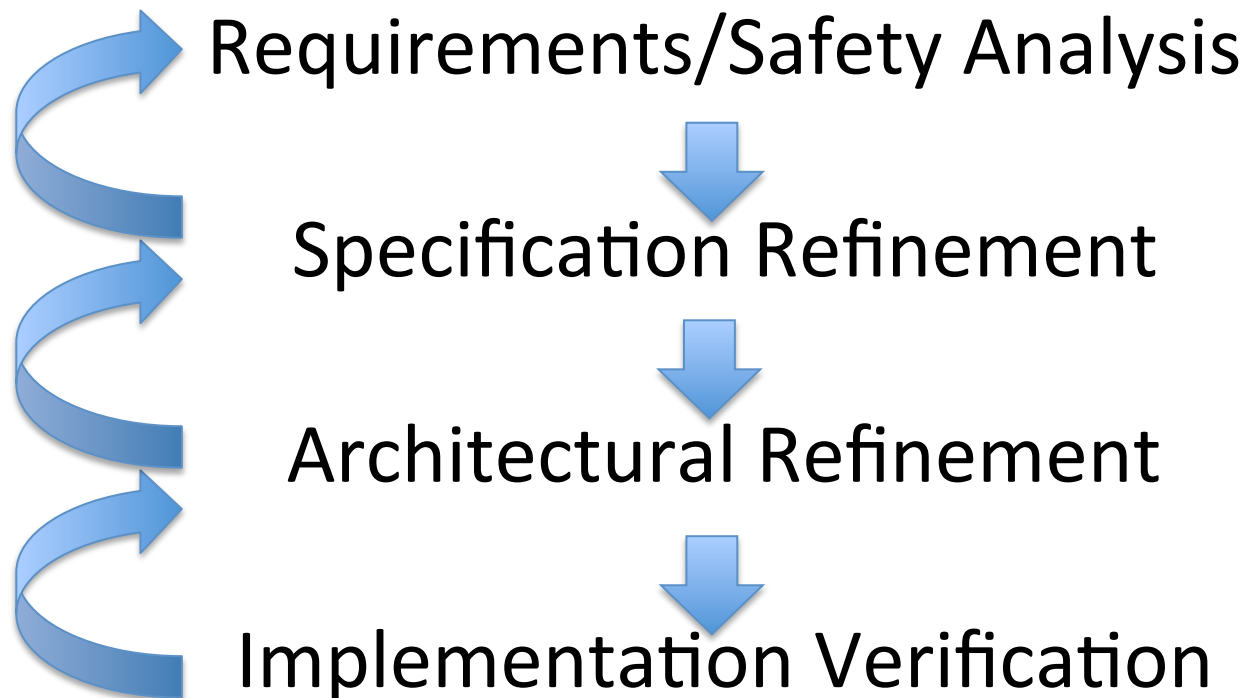 Requirements/Safety Analysis
Specification Refinement
Architectural Refinement
Implementation Verification